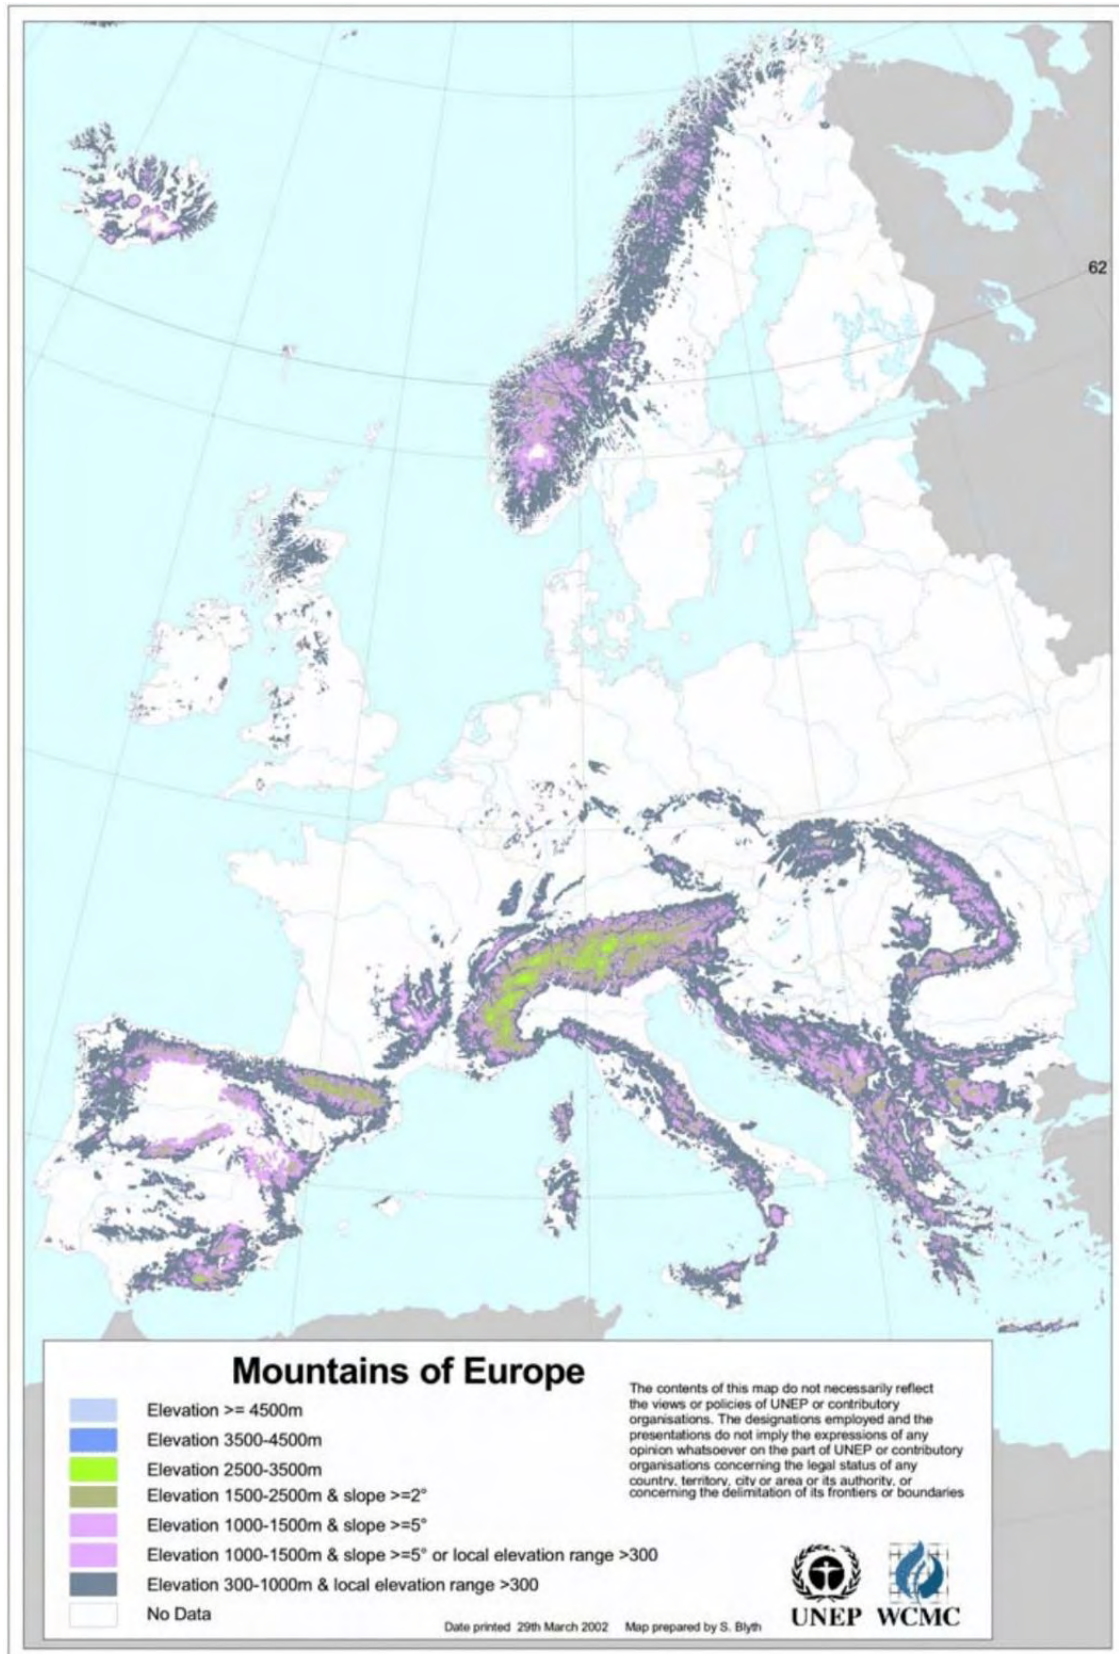 62
Mountains of Europe
Elevation >= 4500m
Elevation 3500-4500m
Elevation 2500-3500m
Elevation 1500-2500m & slope >=2°
Elevation 1000-1500m & slope >=5°
Elevation 1000-1500m & slope >=5° or local elevation range >300
Elevation 300-1000m & local elevation range >300
No Data
The contents of this map do not necessarily reflect
the views or policies of UNEP or contributory
organisations. The designations employed and the
presentations do not imply the expressions of any
opinion whatsoever on the part of UNEP or contributory
organisations concerning the legal status of any
country, territory, city or area or its authority, or
concerning the delimitation of its frontiers or boundaries
Date printed 29th March 2002 Map prepared by S. Blyth
UNEP WCMC